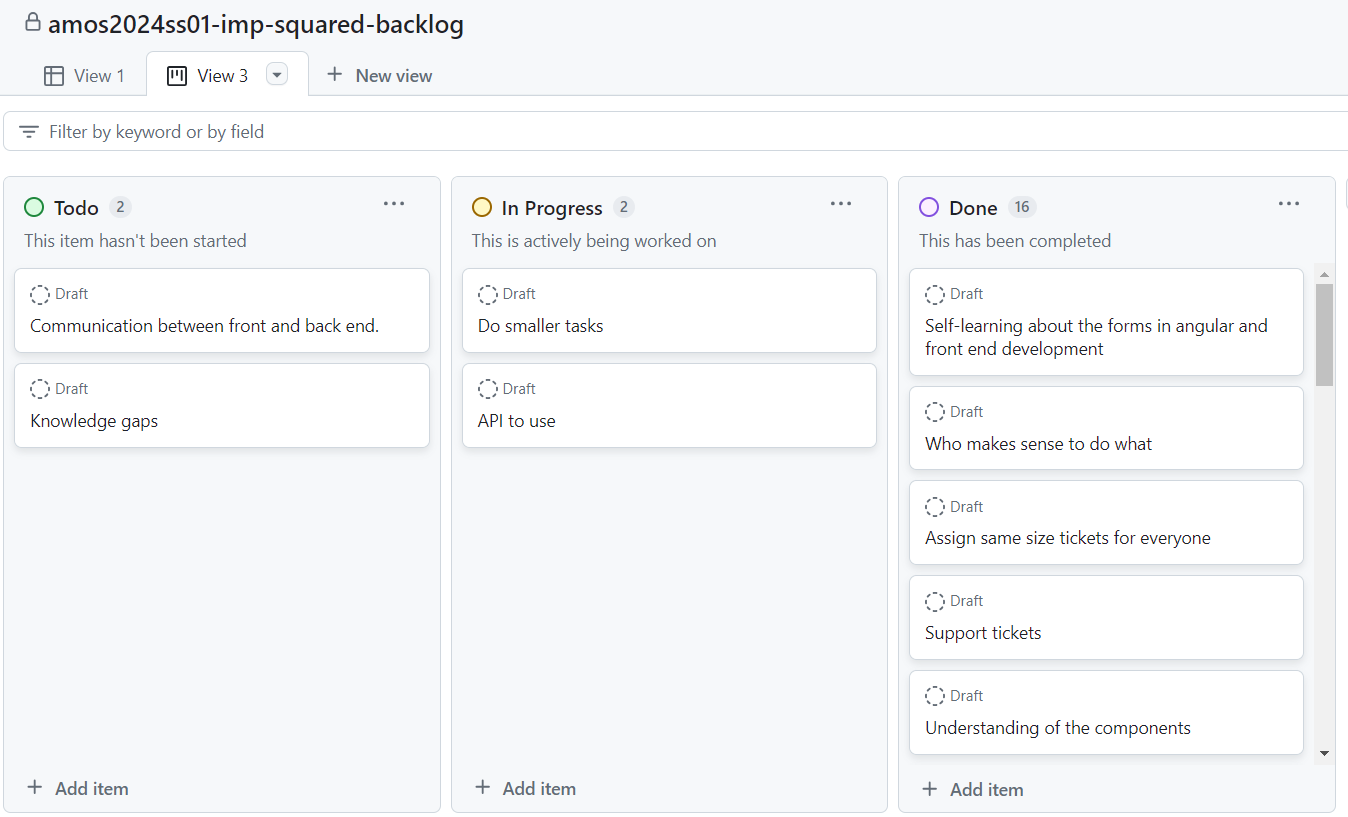 amos2024ss01-imp-squared-backlog
View 1
View 3
New view
Filter by keyword or by field
Todo 2
This item hasn't been started
Draft
Communication between front and back end.
Draft
Knowledge gaps
Add item
In Progress 2
This is actively being worked on
Draft
Do smaller tasks
Draft
API to use
Add item
Done 16
This has been completed
Draft
Self-learning about the forms in angular and
front end development
Draft
Who makes sense to do what
Draft
Assign same size tickets for everyone
Draft
Support tickets
Draft
Understanding of the components
Add item